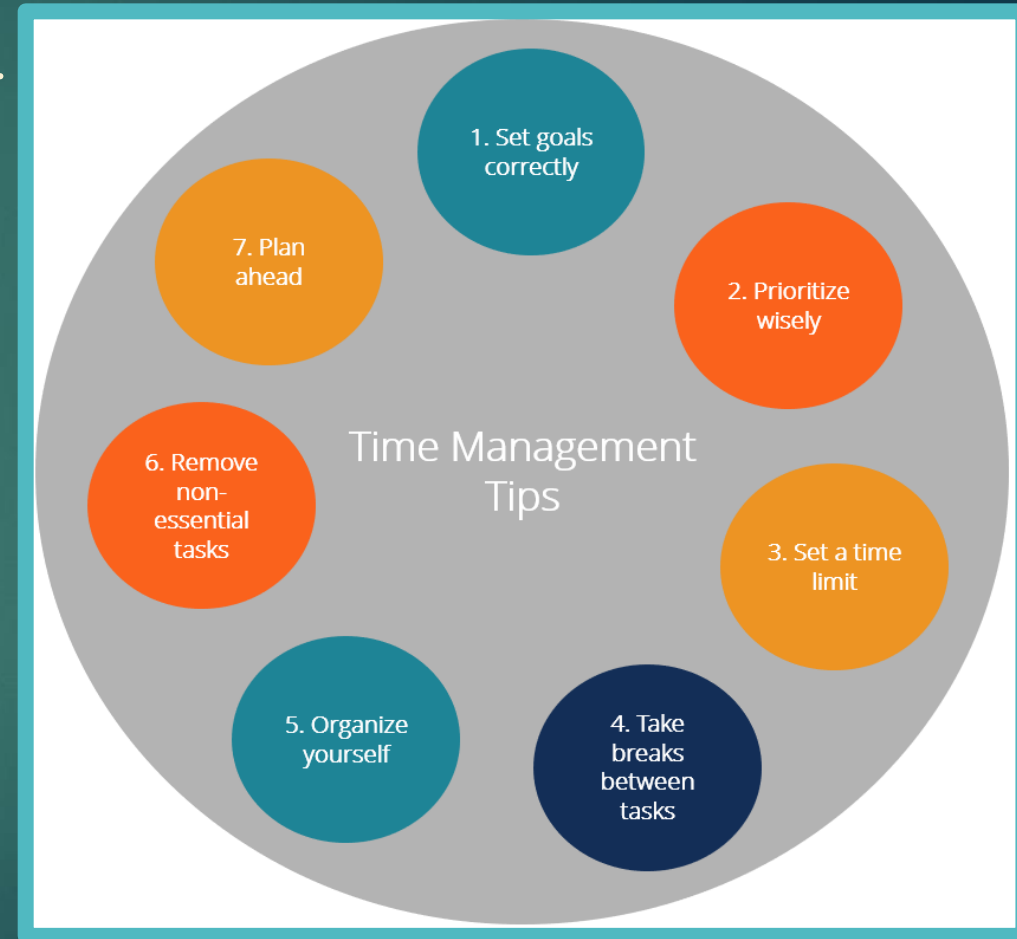 Time Management
Tips
1. Set goals
correctly
2. Prioritize
wisely
3. Set a time
limit
4. Take
breaks
between
tasks
5. Organize
yourself
6. Remove
non-
essential
tasks
7. Plan
ahead